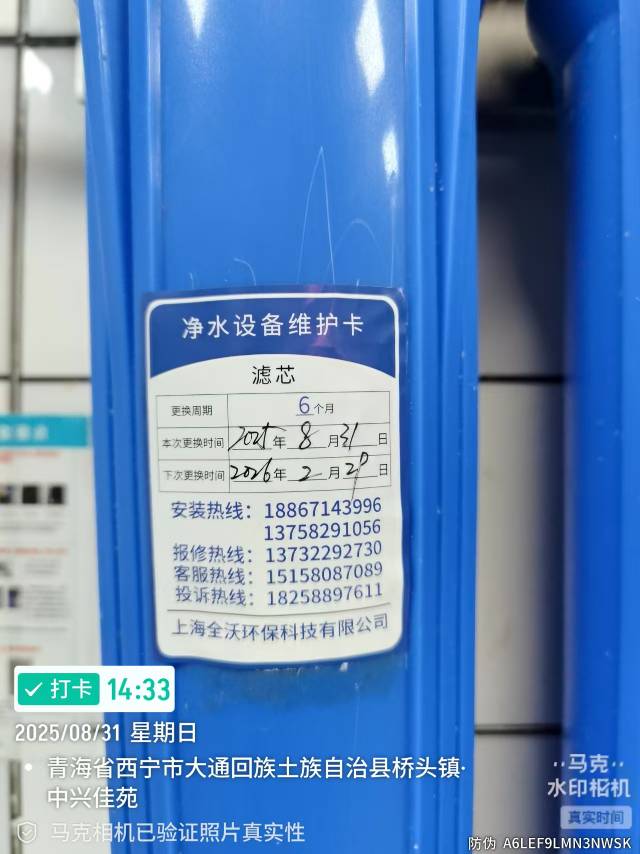 净水设备维护卡
滤芯
更换周期 6个月
本次更换时间 2025年 8月31日
下次更换时间 2026年 2月29日
安装热线：18867143996
13758291056
报修热线：13732292730
客服热线：15158087089
投诉热线：18258897611
上海全沃环保科技有限公司
打卡 14:33
2025/08/31 星期日
青海省西宁市大通回族土族自治县桥头镇·
中兴佳苑
马克相机已验证照片真实性
马克
水印相机
真实时间
防伪 A6LEF9LMN3NWSK